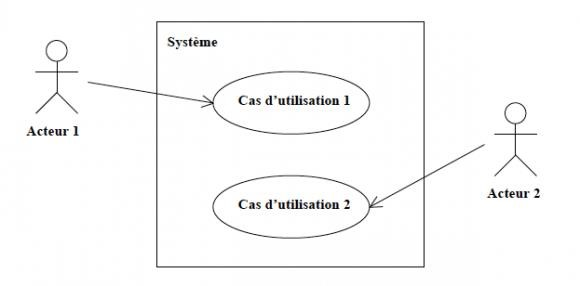 Système
Cas d'utilisation 1
Acteur 1
Cas d'utilisation 2
Acteur 2